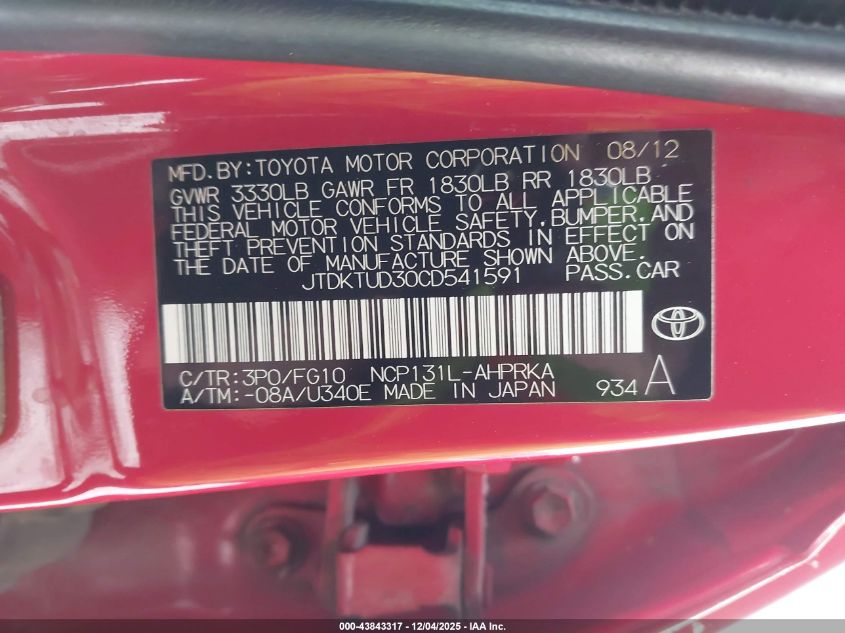 MFD.BY:TOYOTA MOTOR CORPORATION 08/12
GVWR 3330LB GAWR FR 1830LB RR 1830LB
THIS VEHICLE CONFORMS TO ALL APPLICABLE
FEDERAL MOTOR VEHICLE SAFETY,BUMPER,AND
THEFT PREVENTION STANDARDS IN EFFECT ON
THE DATE OF MANUFACTURE SHOWN ABOVE.
JTDKTUD30CD541591 PASS.CAR
C/TR:3P0/FG10 NCP131L-AHPRKA
A/TM:-08A/U340E MADE IN JAPAN 934 A
000-43843317 • 12/04/2025 - IAA Inc.